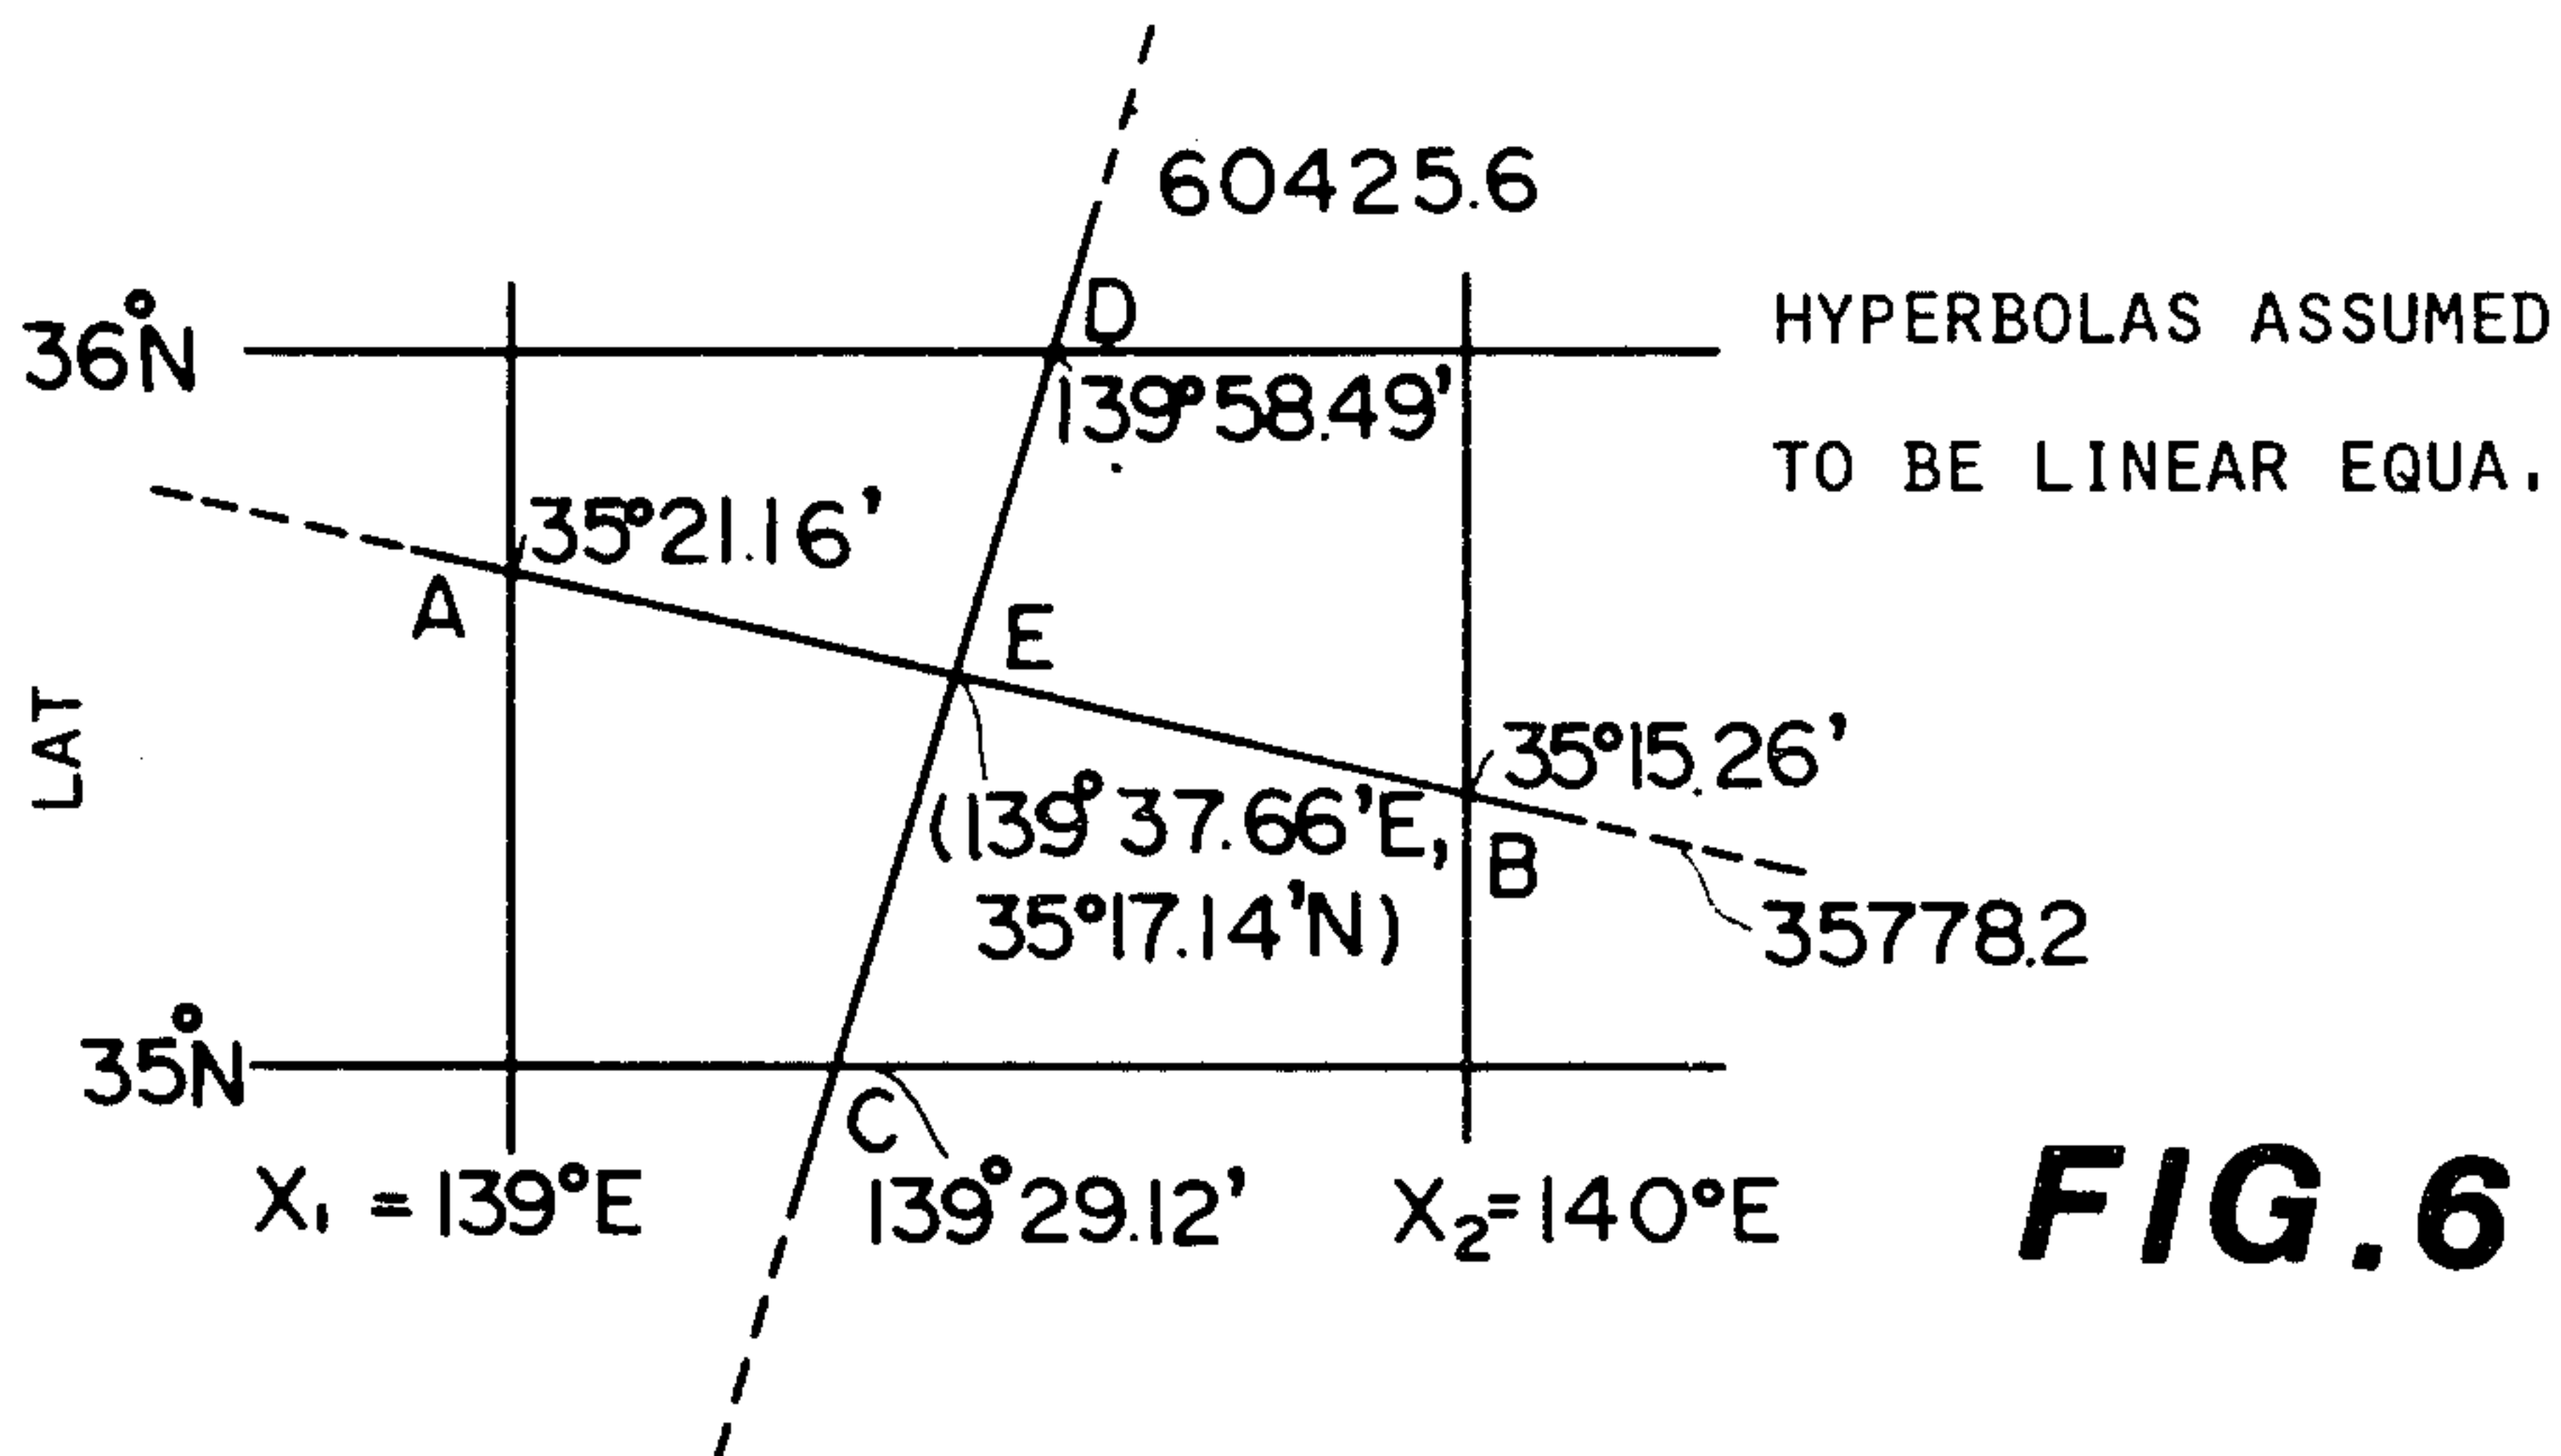 60425.6
D
36°N
HYPERBOLAS ASSUMED
139°58.49'
TO BE LINEAR EQUA.
35°21.16'
A
E
LAT
35°15.26'
(139°37.66'E,
B
35°17.14'N)
35778.2
35°N
C
X₁ = 139°E
139°29.12'
X₂=140°E
FIG.6